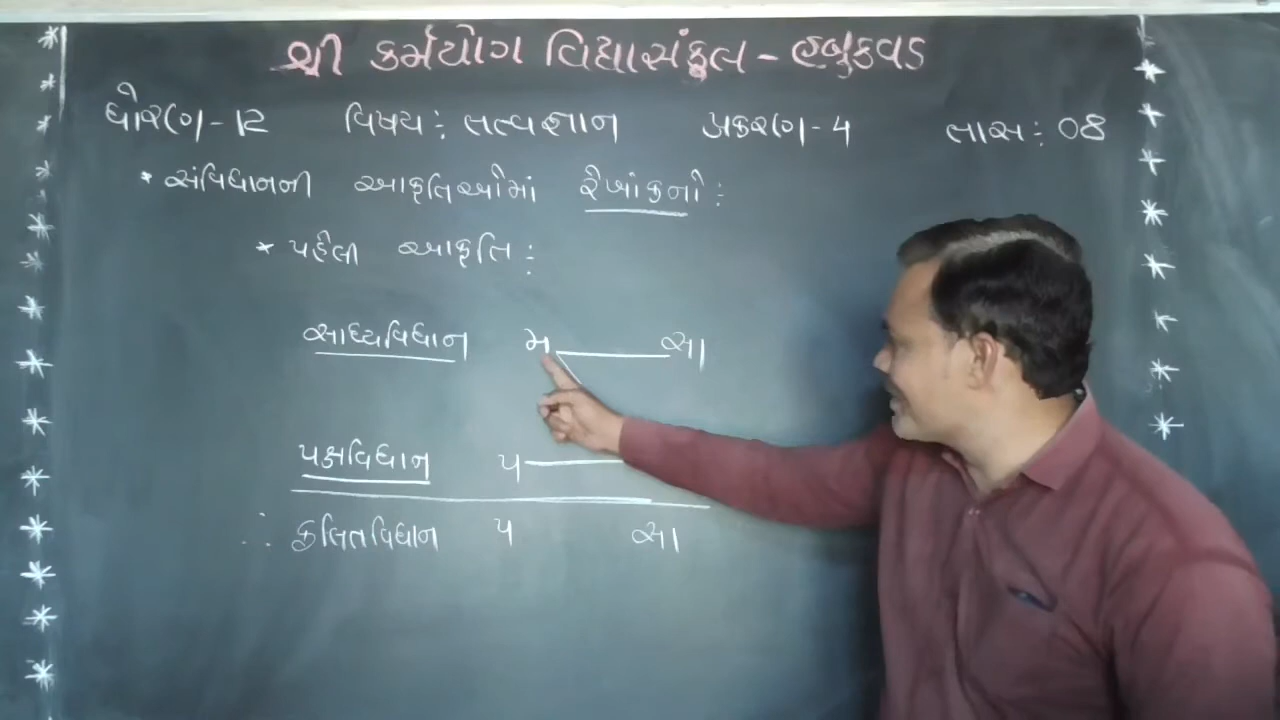 શ્રી કર્મયોગ વિદ્યાસંકુલ - હબુકવડ
ધોરણ - 12 વિષય : તત્વજ્ઞાન પ્રકરણ - 4 તાસ : 08
* સંવિધાનની આકૃતિઓમાં રેખાંકનો :
* પહેલી આકૃતિ :
સાધ્યવિધાન મ સા
પક્ષવિધાન પ
∴ ફલિતવિધાન પ સા